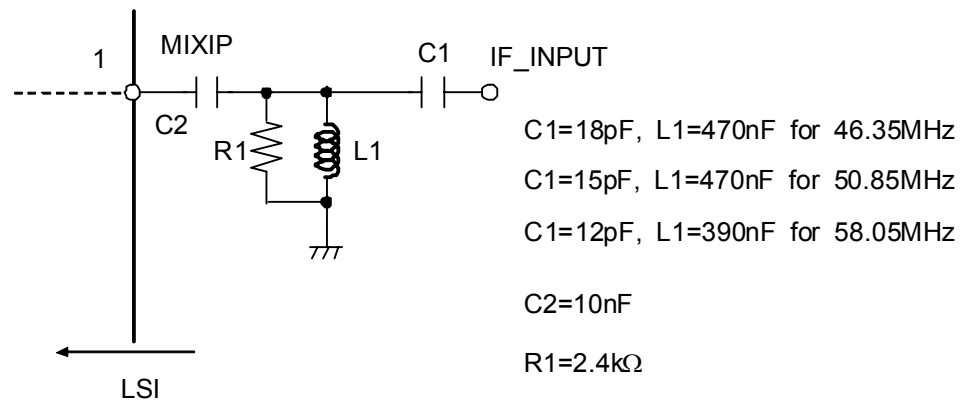 1
MIXIP
C1
IF_INPUT
C2
R1
L1
C1=18pF, L1=470nF for 46.35MHz
C1=15pF, L1=470nF for 50.85MHz
C1=12pF, L1=390nF for 58.05MHz
C2=10nF
R1=2.4kΩ
LSI